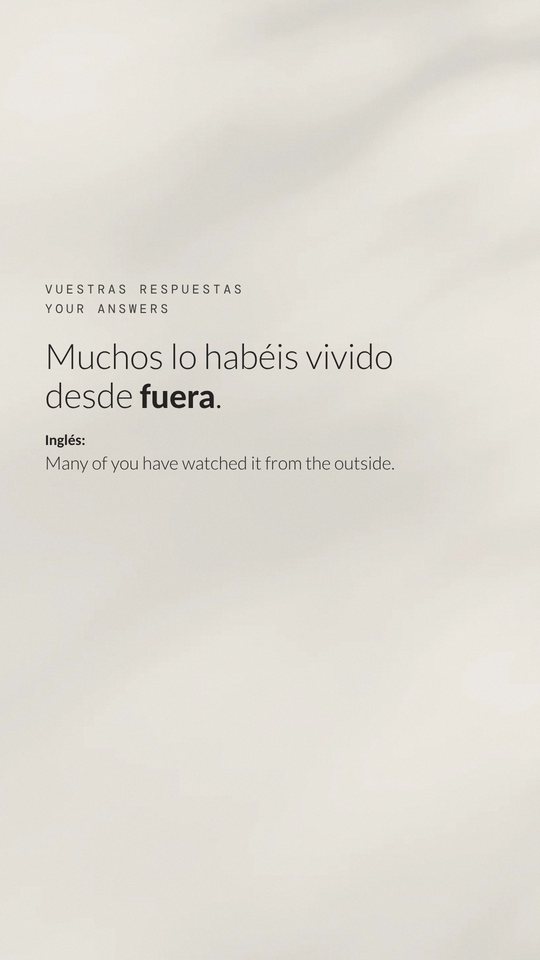 VUESTRAS RESPUESTAS
YOUR ANSWERS
Muchos lo habéis vivido
desde fuera.
Inglés:
Many of you have watched it from the outside.